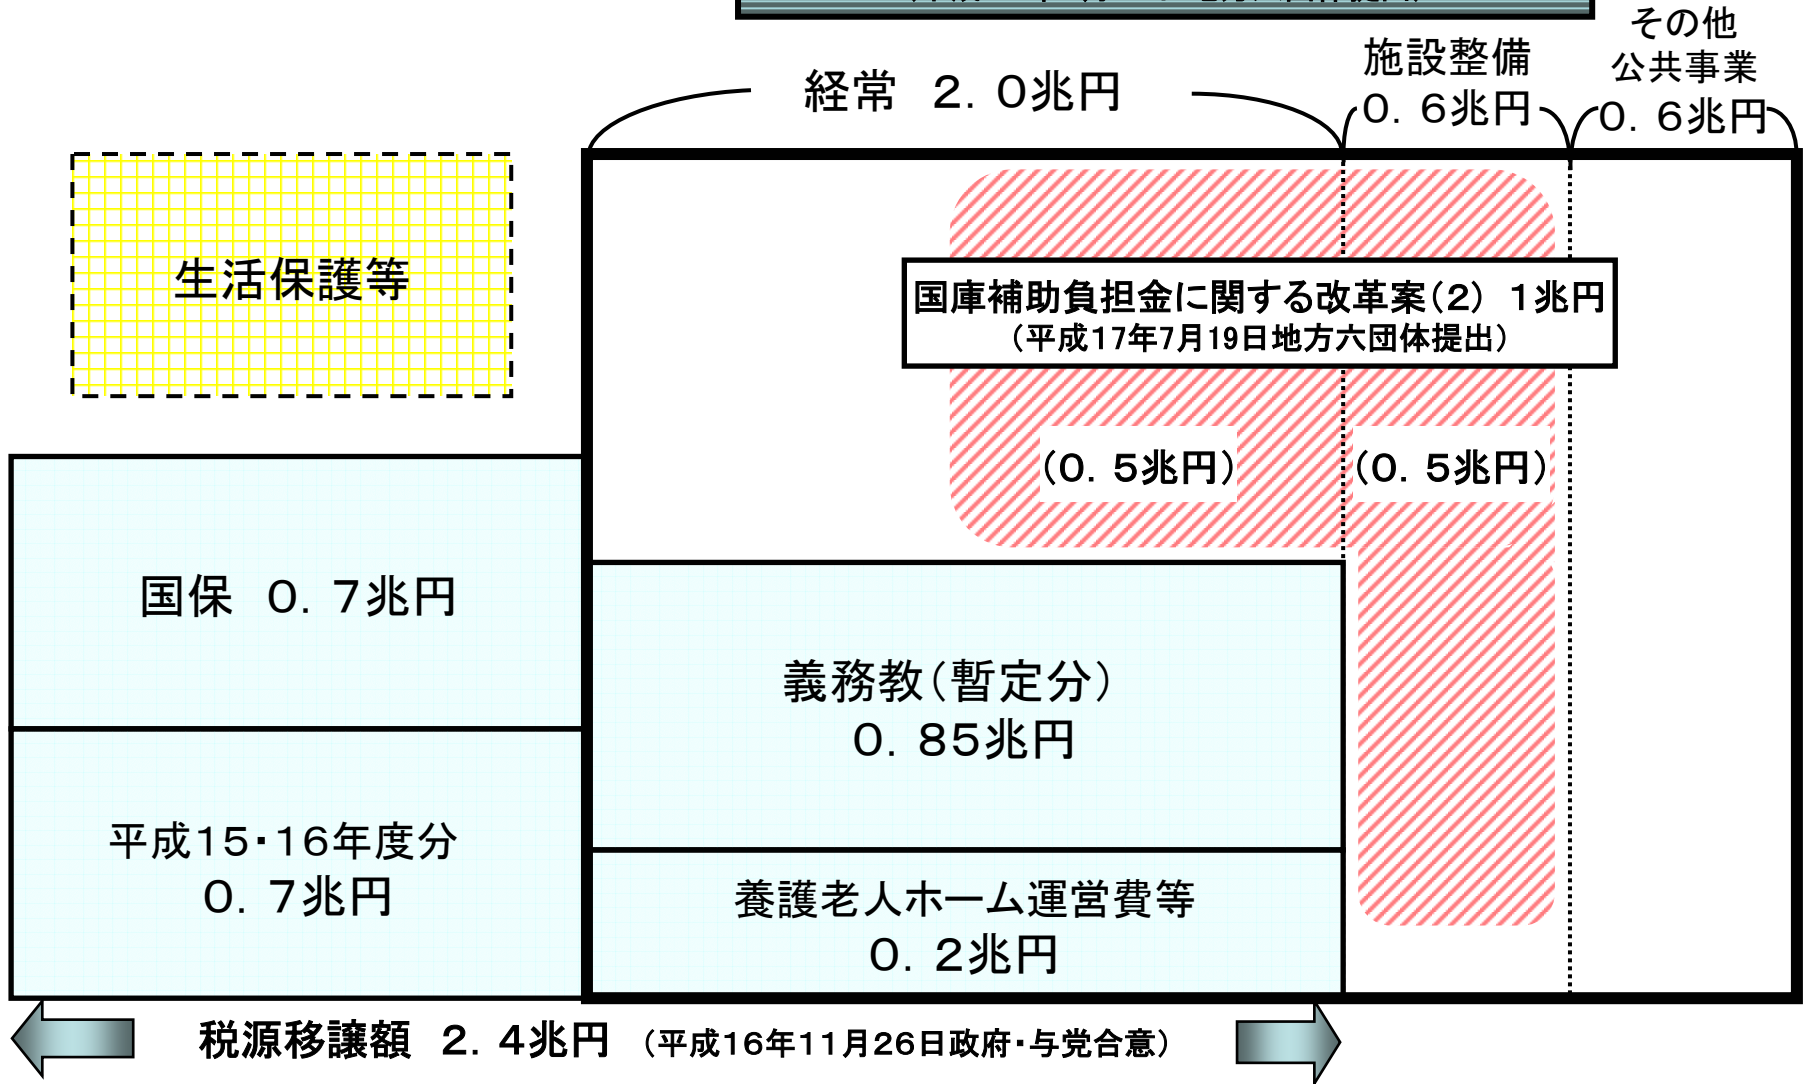 その他
公共事業
0．6兆円
施設整備
0．6兆円
経常　2．0兆円
生活保護等
国庫補助負担金に関する改革案（2）　1兆円
（平成17年7月19日地方六団体提出）
（0．5兆円）
（0．5兆円）
国保　0．7兆円
義務教（暫定分）
0．85兆円
平成15・16年度分
0．7兆円
養護老人ホーム運営費等
0．2兆円
税源移譲額　2．4兆円　（平成16年11月26日政府・与党合意）